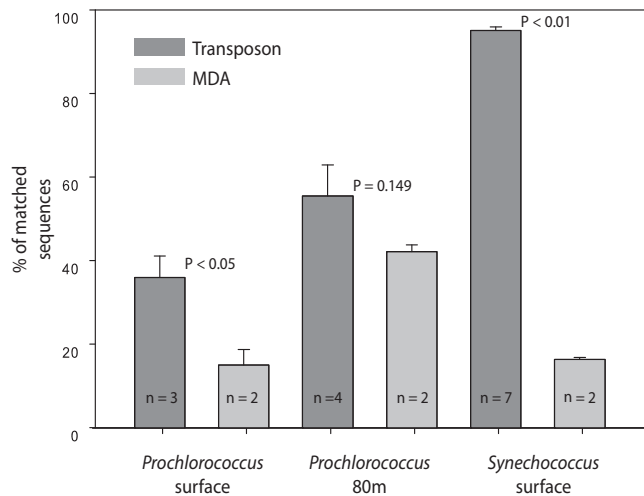 100
80
60
40
20
0
% of matched
sequences
Transposon
MDA
P < 0.05
P = 0.149
P < 0.01
n = 3
n = 2
n =4
n = 2
n = 7
n = 2
Prochlorococcus
surface
Prochlorococcus
80m
Synechococcus
surface